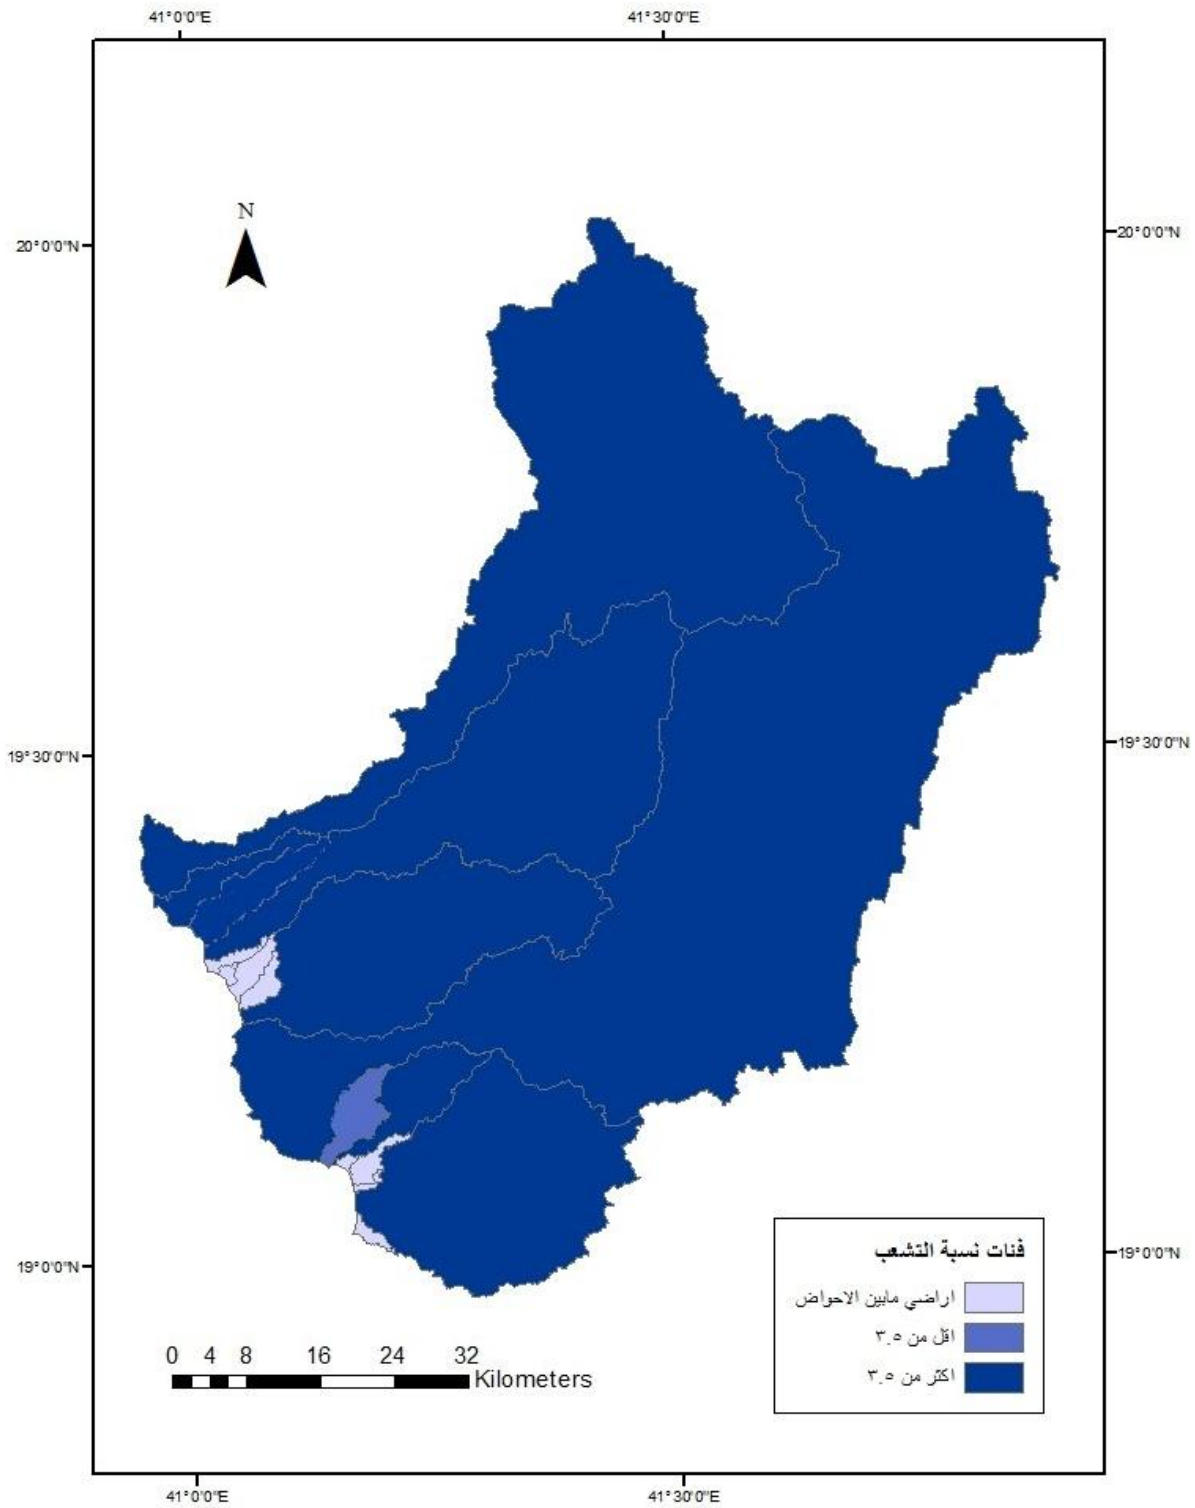 41°0'0"E 41°30'0"E
N
20°0'0"N 20°0'0"N
19°30'0"N 19°30'0"N
19°0'0"N 19°0'0"N
فئات نسبة التشعب
اراضي مابين الاحواض
اقل من ٣.٥
اكثر من ٣.٥
0 4 8 16 24 32
Kilometers
41°0'0"E 41°30'0"E